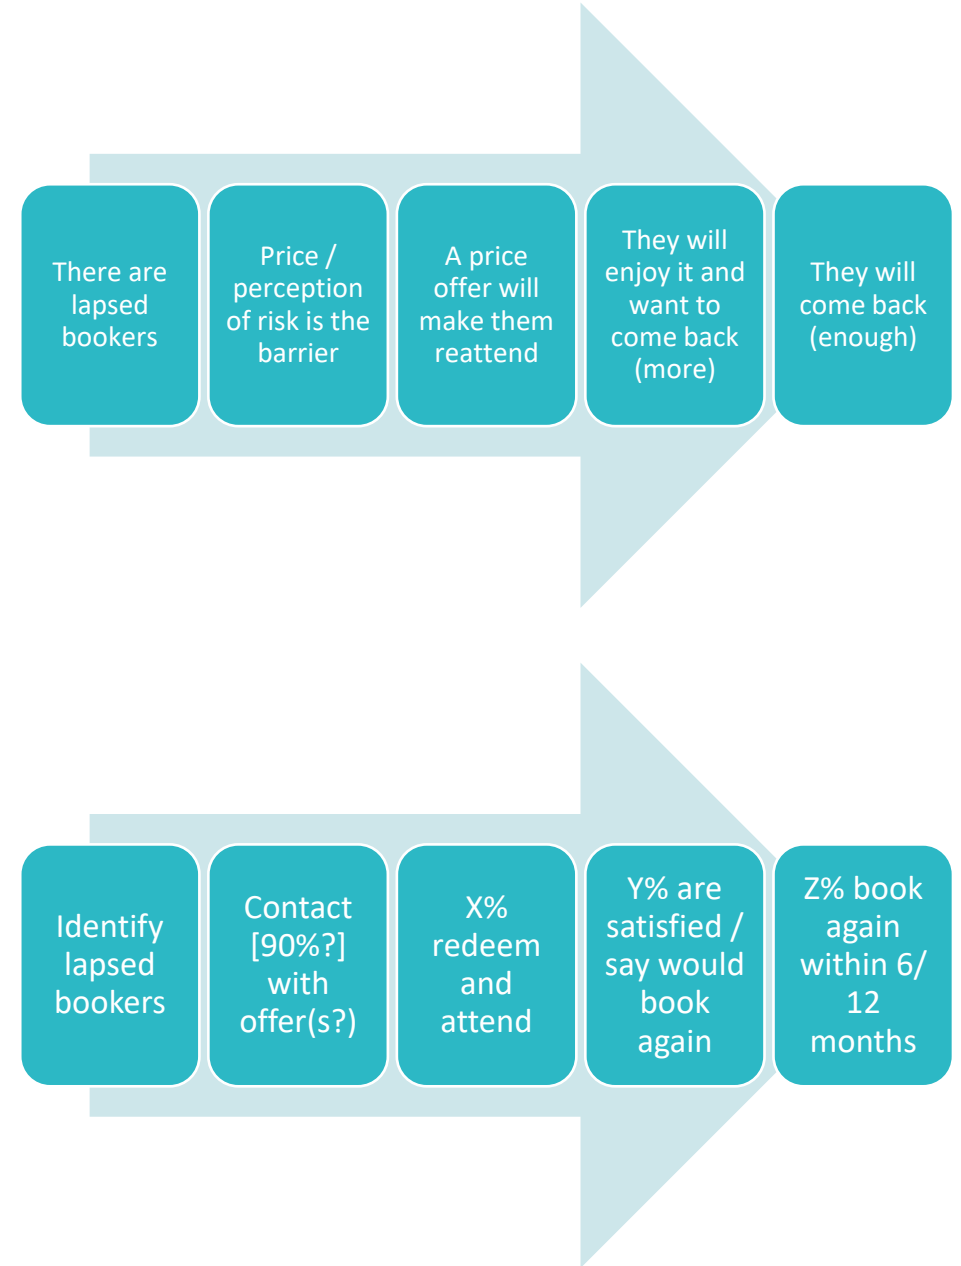 There are
lapsed
bookers
Price /
perception
of risk is the
barrier
A price
offer will
make them
reattend
They will
enjoy it and
want to
come back
(more)
They will
come back
(enough)
Identify
lapsed
bookers
Contact
[90%?]
with
offer(s?)
X%
redeem
and
attend
Y% are
satisfied /
say would
book
again
Z% book
again
within 6/
12
months